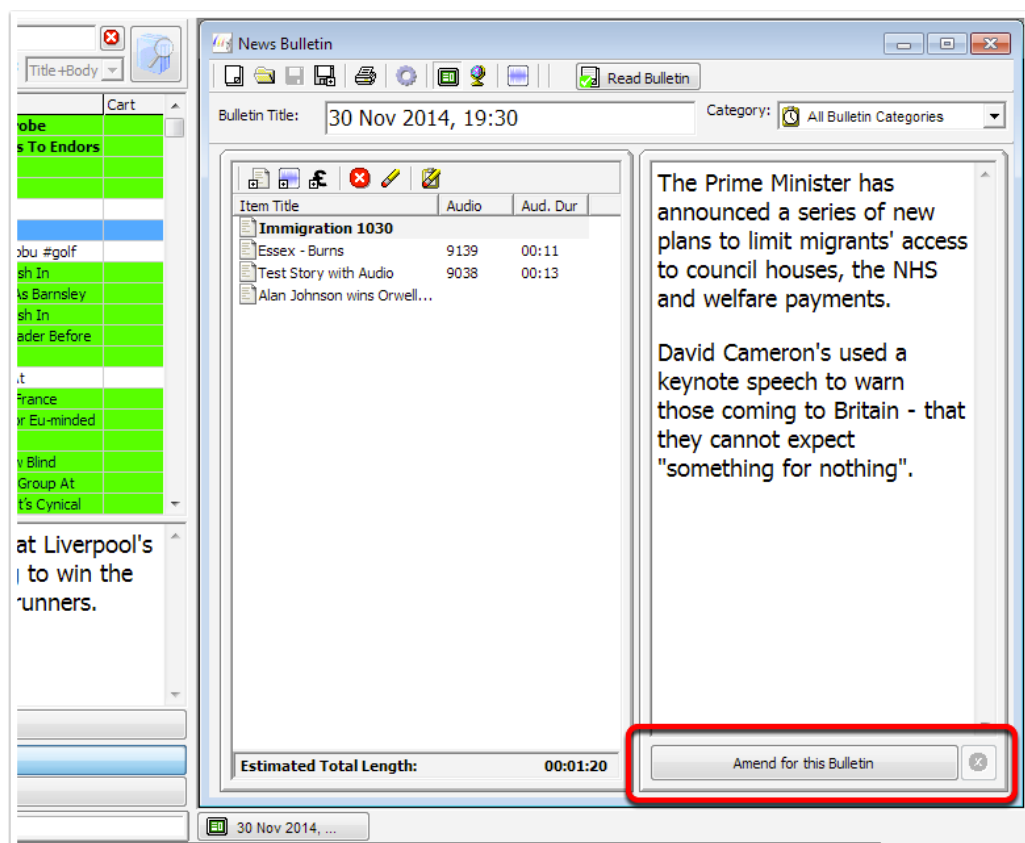 Title+Body
Cart
obe
s To Endors
obu #golf
sh In
As Barnsley
sh In
ader Before
At
France
or Eu-minded
w Blind
Group At
t's Cynical
at Liverpool's
to win the
runners.
News Bulletin
Read Bulletin
Bulletin Title:
30 Nov 2014, 19:30
Category:
All Bulletin Categories
Item Title
Audio
Aud. Dur
Immigration 1030
Essex - Burns 9139 00:11
Test Story with Audio 9038 00:13
Alan Johnson wins Orwell...
Estimated Total Length: 00:01:20
The Prime Minister has
announced a series of new
plans to limit migrants' access
to council houses, the NHS
and welfare payments.
David Cameron's used a
keynote speech to warn
those coming to Britain - that
they cannot expect
"something for nothing".
Amend for this Bulletin
30 Nov 2014, ...